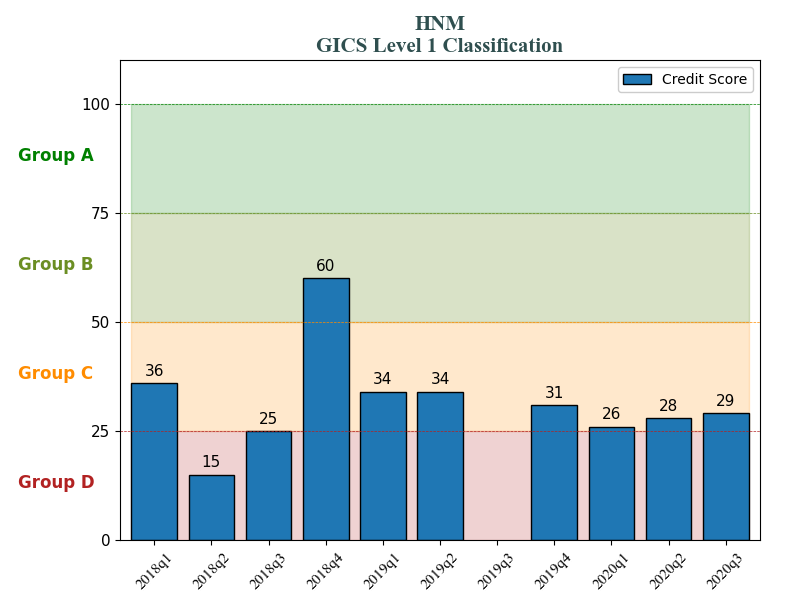 HNM
GICS Level 1 Classification
Credit Score
100
Group A
75
Group B
60
50
36
34
34
Group C
31
29
28
26
25
25
15
Group D
0
2018q1
2018q2
2018q3
2018q4
2019q1
2019q2
2019q3
2019q4
2020q1
2020q2
2020q3